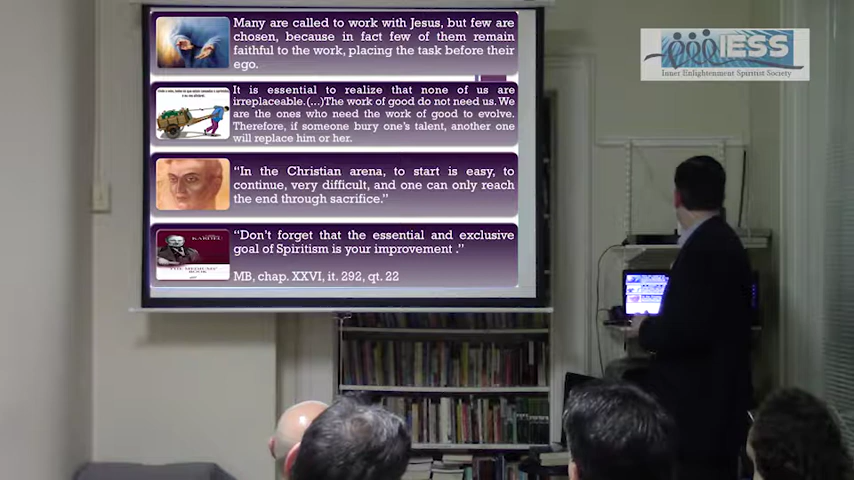 Many are called to work with Jesus, but few are
chosen, because in fact few of them remain
faithful to the work, placing the task before their
ego.
It is essential to realize that none of us are
irreplaceable.(...)The work of good do not need us. We
are the ones who need the work of good to evolve.
Therefore, if someone bury one's talent, another one
will replace him or her.
“In the Christian arena, to start is easy, to
continue, very difficult, and one can only reach
the end through sacrifice.”
KARDEC
“Don't forget that the essential and exclusive
goal of Spiritism is your improvement .”
MB, chap. XXVI, it. 292, qt. 22
IESS
Inner Enlightenment Spiritist Society